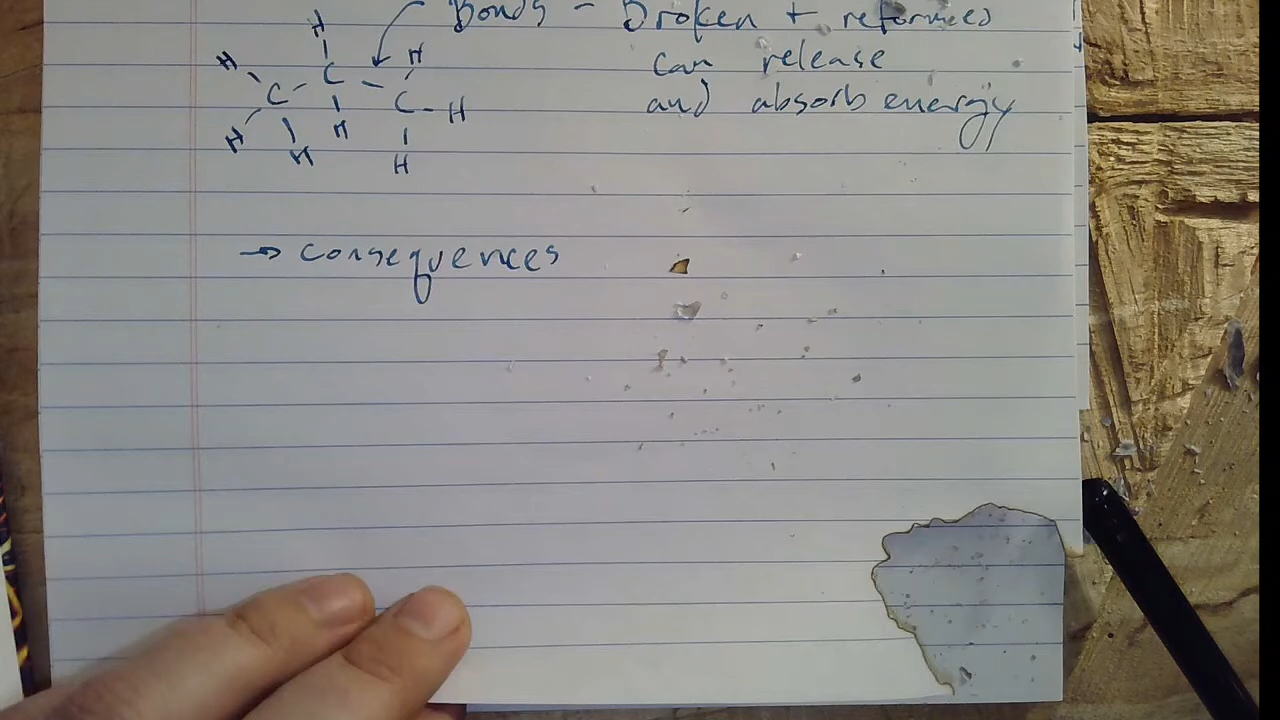 Bonds - Broken + reformed
can release
and absorb energy
H
H H
C C
C - H
H H H
H
→ consequences